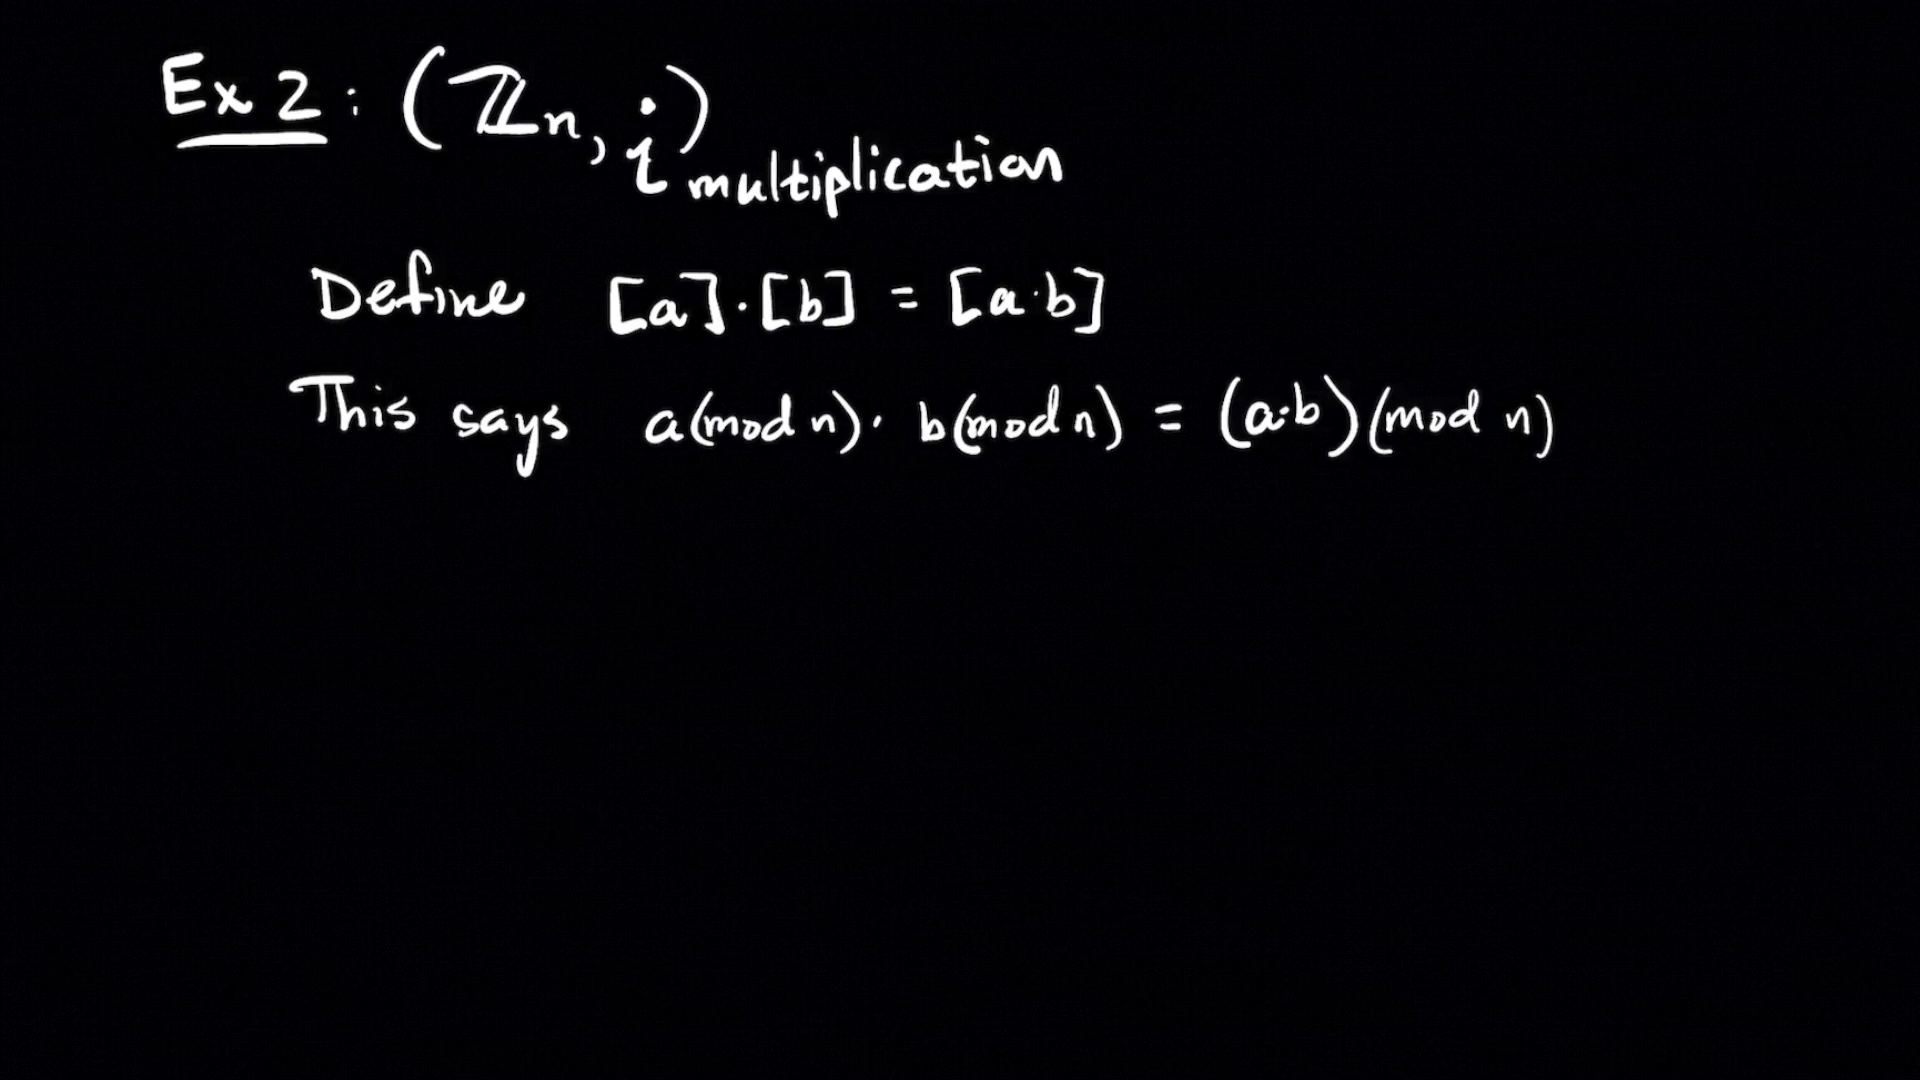 Ex 2: (ℤn, ·)
multiplication
Define [a]·[b] = [a·b]
This says a(mod n)· b(mod n) = (a·b)(mod n)